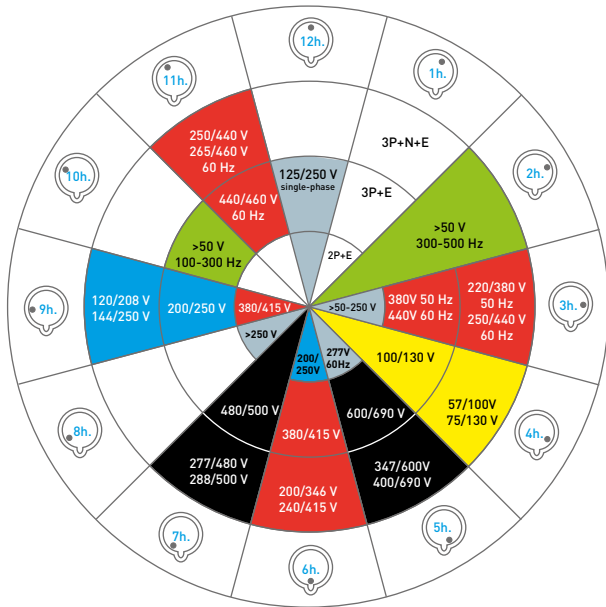 12h.
1h.
2h.
3h.
4h.
5h.
6h.
7h.
8h.
9h.
10h.
11h.
125/250 V
single-phase
3P+N+E
3P+E
2P+E
>50 V
300-500 Hz
220/380 V
50 Hz
250/440 V
60 Hz
380V 50 Hz
440V 60 Hz
>50-250 V
57/100V
75/130 V
100/130 V
347/600V
400/690 V
600/690 V
277V
60Hz
200/346 V
240/415 V
380/415 V
200/
250V
277/480 V
288/500 V
480/500 V
>250 V
120/208 V
144/250 V
200/250 V
380/415 V
>50 V
100-300 Hz
250/440 V
265/460 V
60 Hz
440/460 V
60 Hz